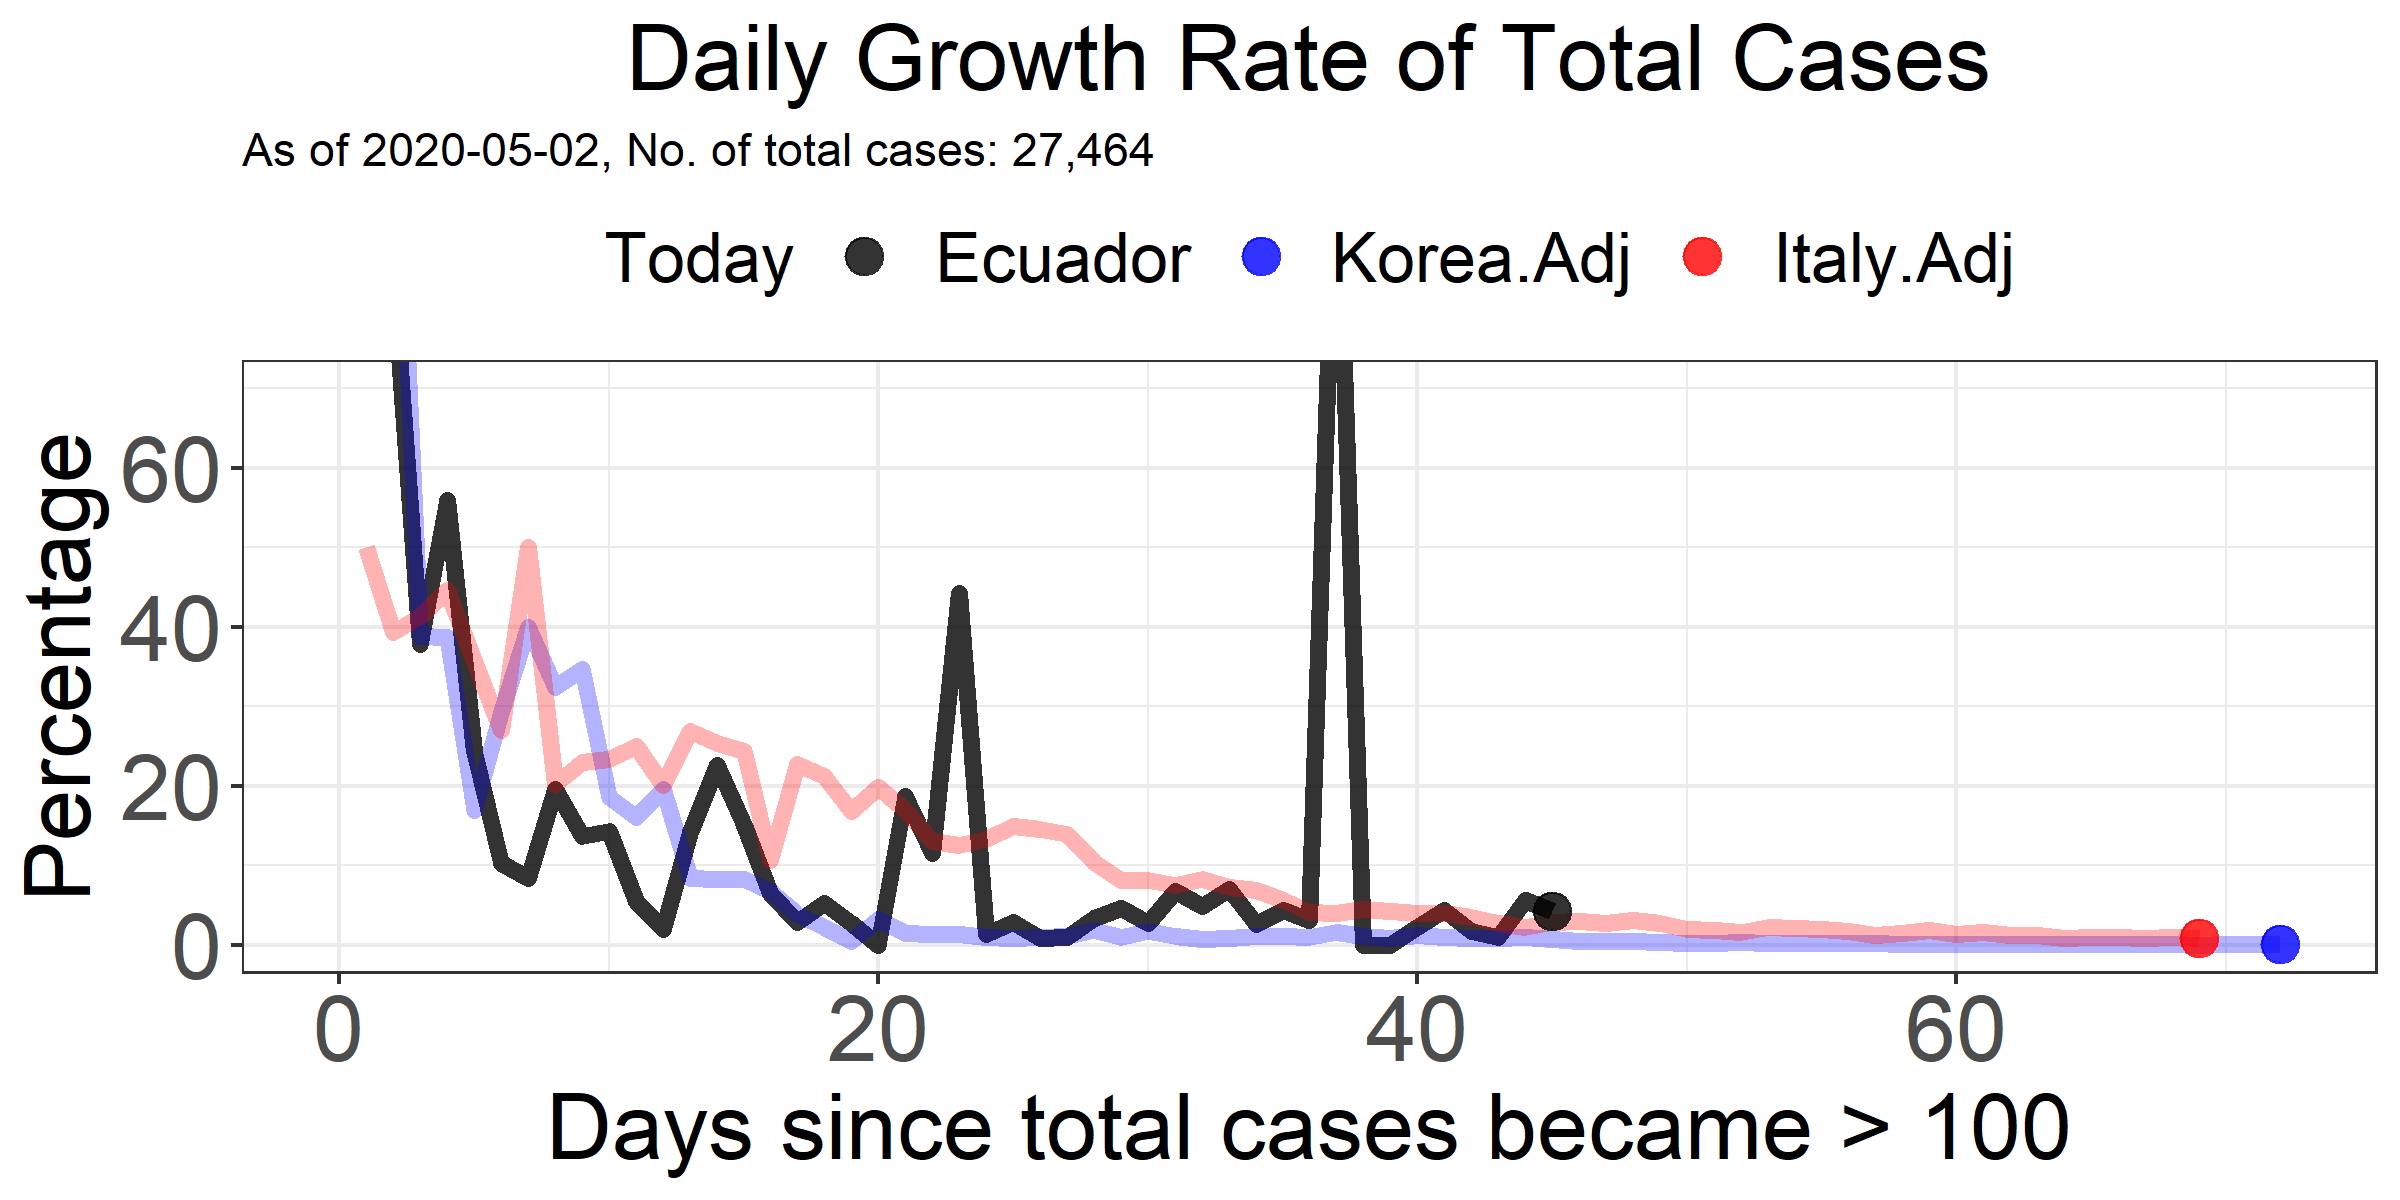 Daily Growth Rate of Total Cases
As of 2020-05-02, No. of total cases: 27,464
Today Ecuador Korea.Adj Italy.Adj
Percentage
60
40
20
0
0 20 40 60
Days since total cases became > 100